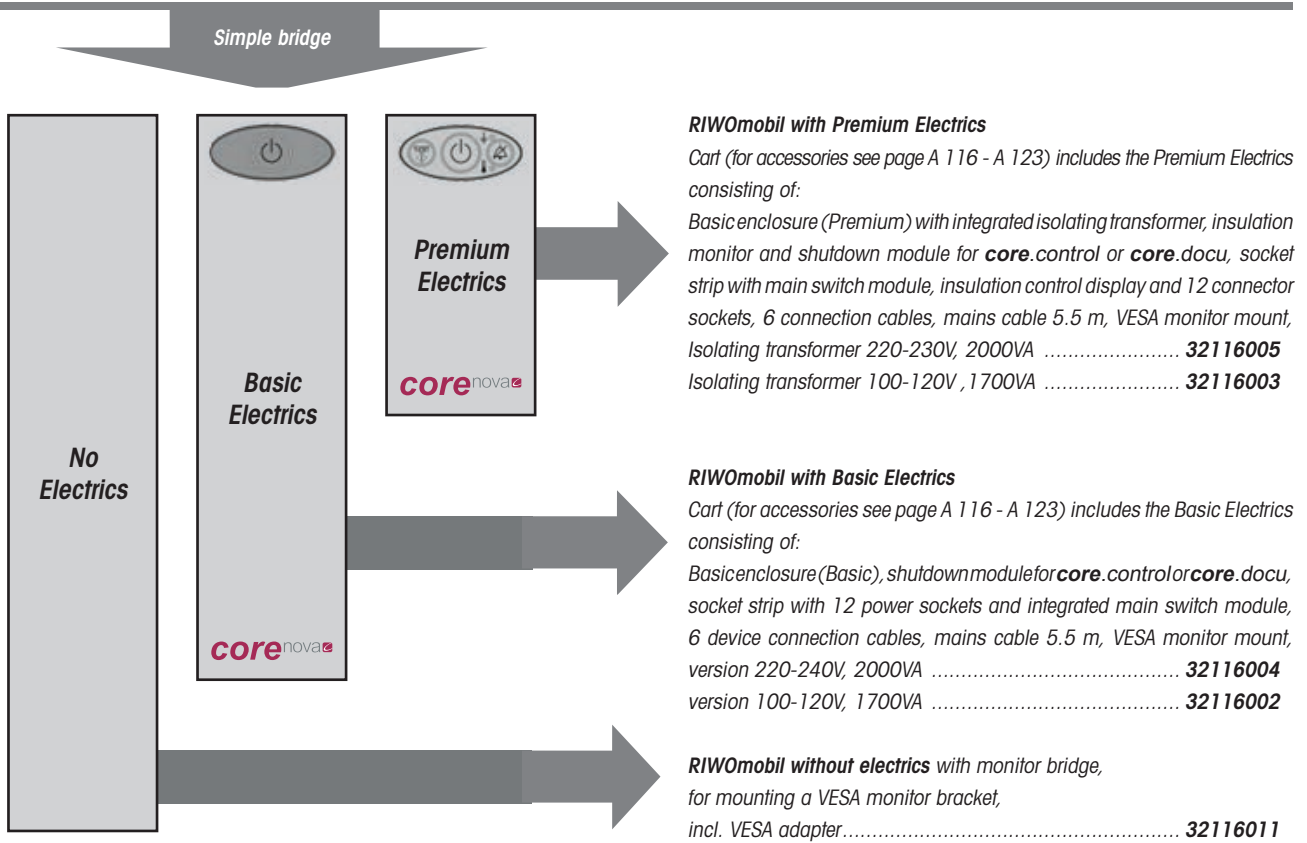 Simple bridge
No
Electrics
Basic
Electrics
corenova
Premium
Electrics
corenova
RIWOmobil with Premium Electrics
Cart (for accessories see page A 116 - A 123) includes the Premium Electrics
consisting of:
Basic enclosure (Premium) with integrated isolating transformer, insulation
monitor and shutdown module for core.control or core.docu, socket
strip with main switch module, insulation control display and 12 connector
sockets, 6 connection cables, mains cable 5.5 m, VESA monitor mount,
Isolating transformer 220-230V, 2000VA ....................... 32116005
Isolating transformer 100-120V ,1700VA ....................... 32116003
RIWOmobil with Basic Electrics
Cart (for accessories see page A 116 - A 123) includes the Basic Electrics
consisting of:
Basic enclosure (Basic), shutdown module for core.control or core.docu,
socket strip with 12 power sockets and integrated main switch module,
6 device connection cables, mains cable 5.5 m, VESA monitor mount,
version 220-240V, 2000VA .......................................... 32116004
version 100-120V, 1700VA .......................................... 32116002
RIWOmobil without electrics with monitor bridge,
for mounting a VESA monitor bracket,
incl. VESA adapter......................................................... 32116011